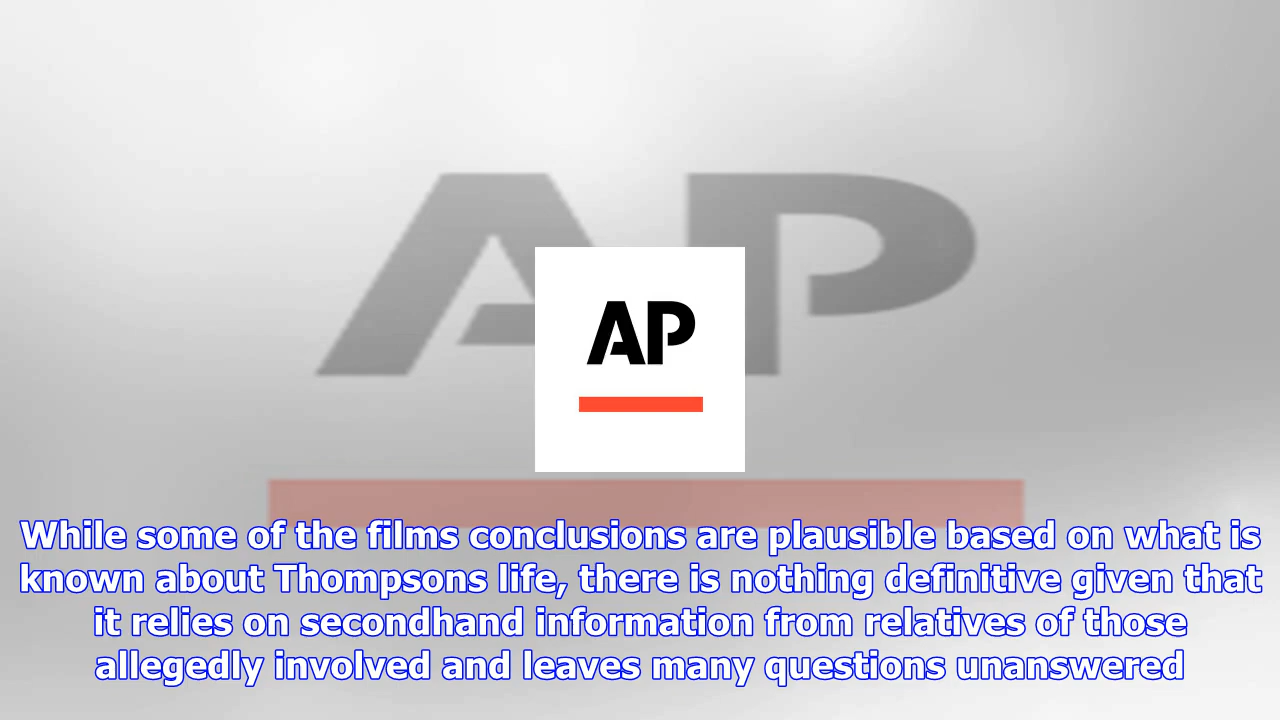 AP
AP
While some of the films conclusions are plausible based on what is
known about Thompsons life, there is nothing definitive given that
it relies on secondhand information from relatives of those
allegedly involved and leaves many questions unanswered